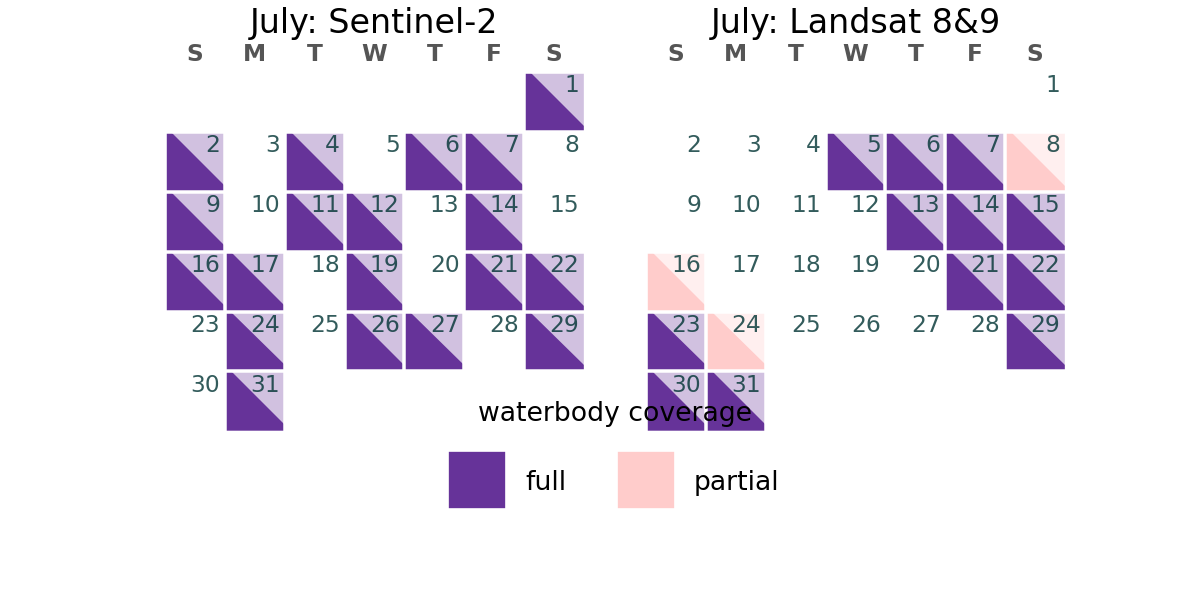 July: Sentinel-2
S M T W T F S
1
2 3 4 5 6 7 8
9 10 11 12 13 14 15
16 17 18 19 20 21 22
23 24 25 26 27 28 29
30 31
July: Landsat 8&9
S M T W T F S
1
2 3 4 5 6 7 8
9 10 11 12 13 14 15
16 17 18 19 20 21 22
23 24 25 26 27 28 29
30 31
waterbody coverage
full partial